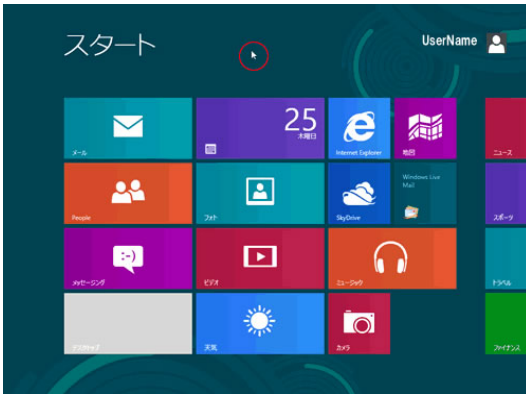 スタート
UserName
メール
25
木曜日
Internet Explorer
地図
ニュース
People
フォト
SkyDrive
Windows Live
Mail
スポーツ
メッセージング
ビデオ
ミュージック
トラベル
デスクトップ
天気
カメラ
ファイナンス